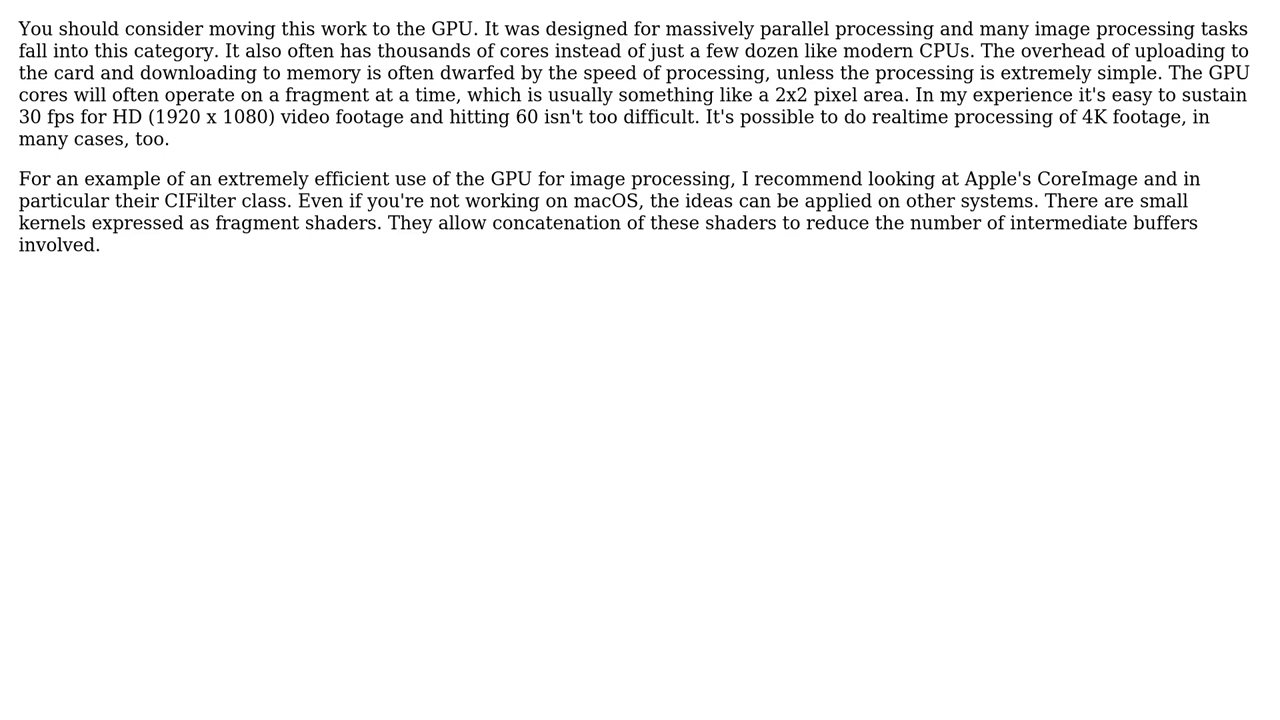 You should consider moving this work to the GPU. It was designed for massively parallel processing and many image processing tasks
fall into this category. It also often has thousands of cores instead of just a few dozen like modern CPUs. The overhead of uploading to
the card and downloading to memory is often dwarfed by the speed of processing, unless the processing is extremely simple. The GPU
cores will often operate on a fragment at a time, which is usually something like a 2x2 pixel area. In my experience it's easy to sustain
30 fps for HD (1920 x 1080) video footage and hitting 60 isn't too difficult. It's possible to do realtime processing of 4K footage, in
many cases, too.
For an example of an extremely efficient use of the GPU for image processing, I recommend looking at Apple's CoreImage and in
particular their CIFilter class. Even if you're not working on macOS, the ideas can be applied on other systems. There are small
kernels expressed as fragment shaders. They allow concatenation of these shaders to reduce the number of intermediate buffers
involved.